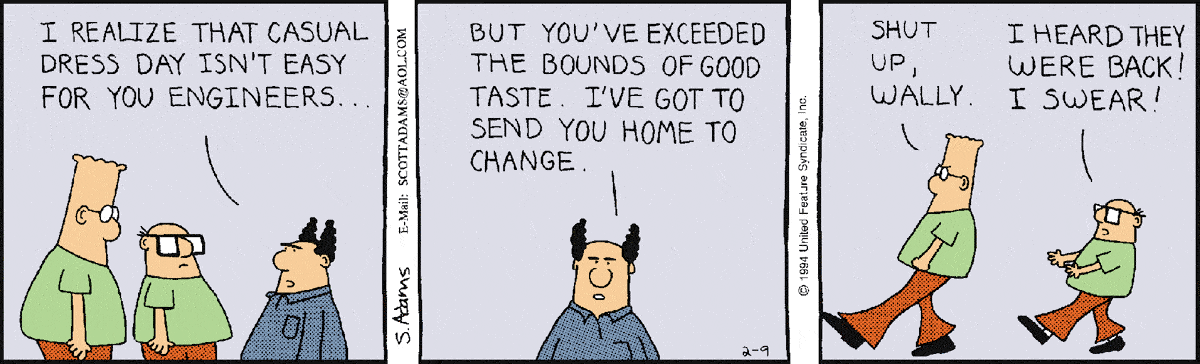 I REALIZE THAT CASUAL
DRESS DAY ISN'T EASY
FOR YOU ENGINEERS...
S. Adams
E-Mail: SCOTTADAMS@AOL.COM
BUT YOU'VE EXCEEDED
THE BOUNDS OF GOOD
TASTE. I'VE GOT TO
SEND YOU HOME TO
CHANGE.
2-9
© 1994 United Feature Syndicate, Inc.
SHUT
UP,
WALLY.
I HEARD THEY
WERE BACK!
I SWEAR!